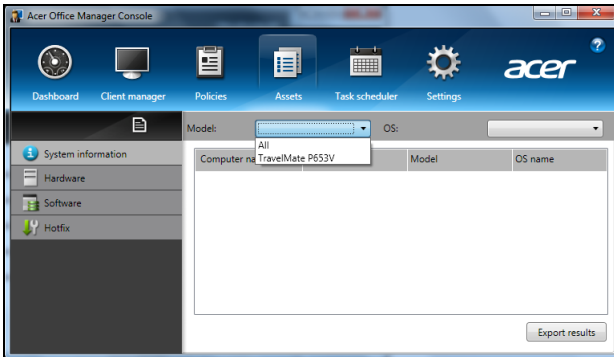 Acer Office Manager Console
?
Dashboard Client manager Policies Assets Task scheduler Settings acer
Model: OS:
All
TravelMate P653V
System information
Hardware
Software
Hotfix
Computer na Model OS name
Export results